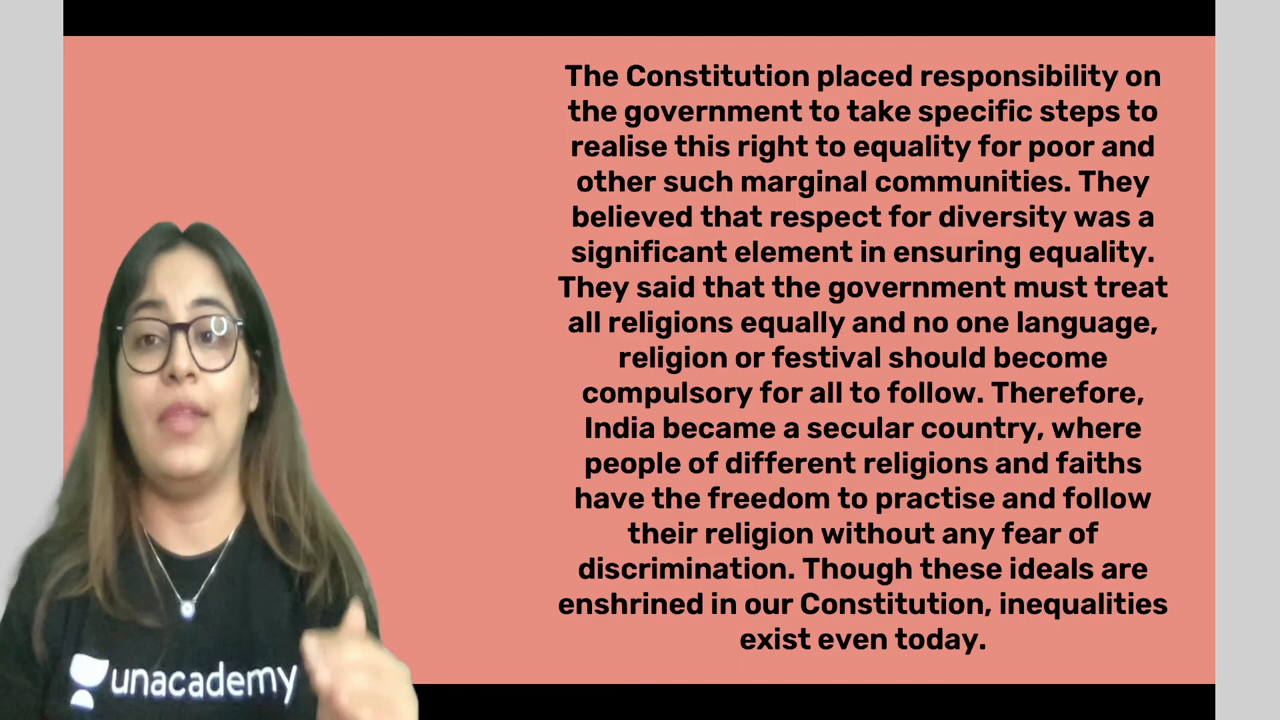 The Constitution placed responsibility on
the government to take specific steps to
realise this right to equality for poor and
other such marginal communities. They
believed that respect for diversity was a
significant element in ensuring equality.
They said that the government must treat
all religions equally and no one language,
religion or festival should become
compulsory for all to follow. Therefore,
India became a secular country, where
people of different religions and faiths
have the freedom to practise and follow
their religion without any fear of
discrimination. Though these ideals are
enshrined in our Constitution, inequalities
exist even today.
unacademy